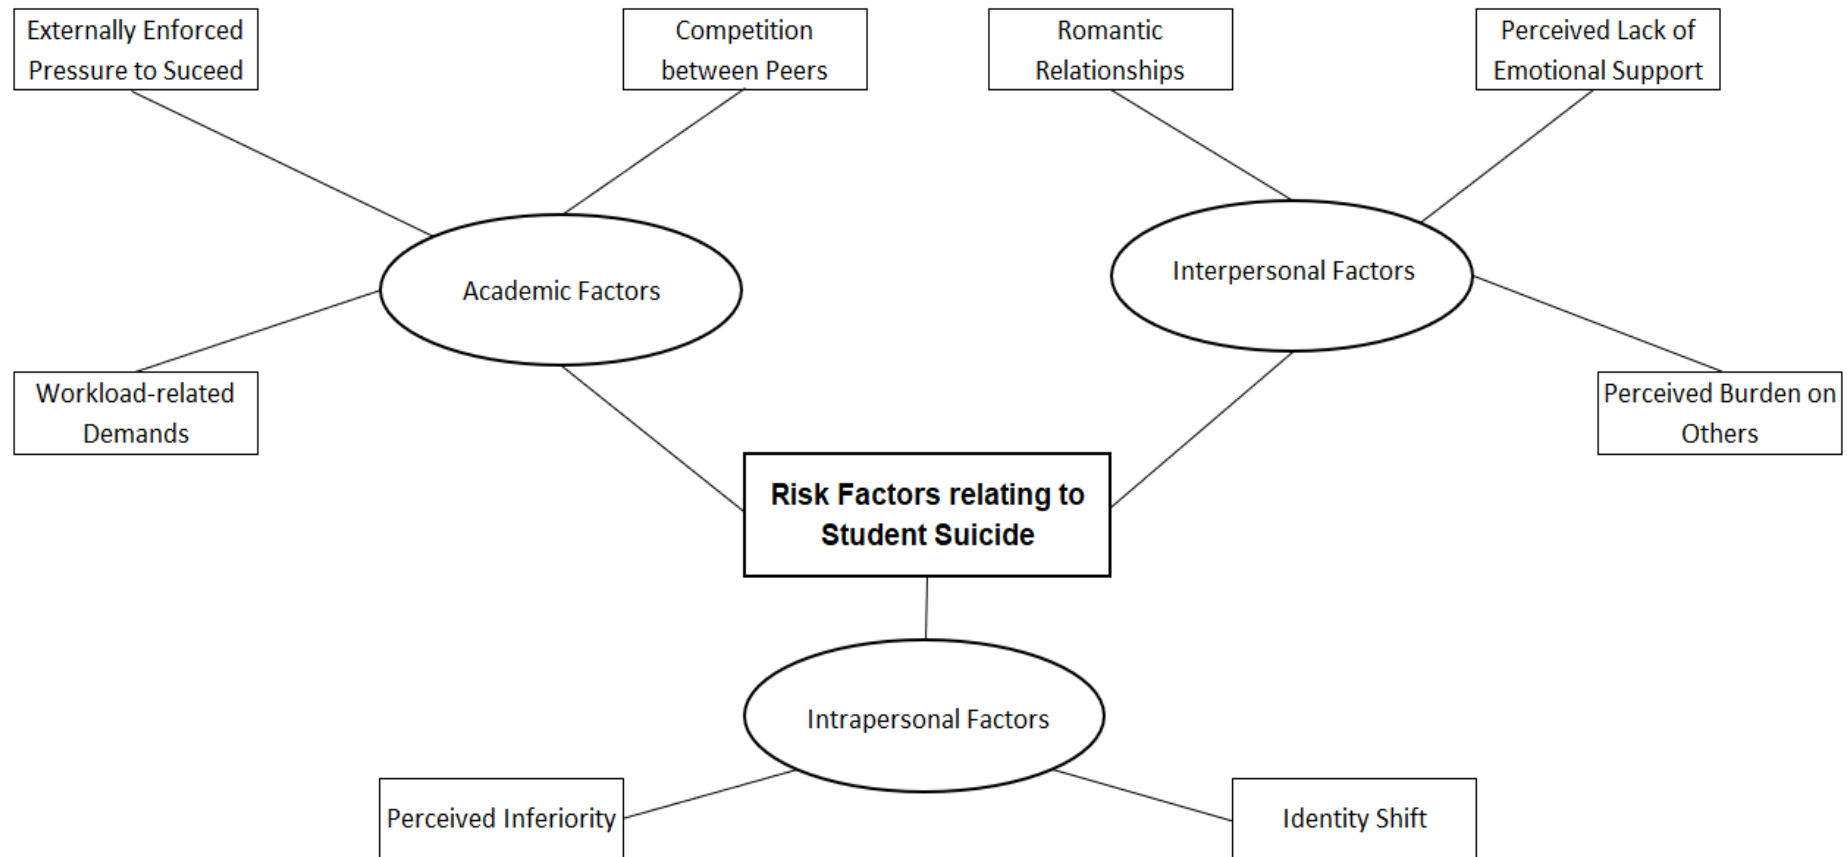 Externally Enforced
Pressure to Suceed
Competition
between Peers
Romantic
Relationships
Perceived Lack of
Emotional Support
Academic Factors
Interpersonal Factors
Workload-related
Demands
Perceived Burden on
Others
Risk Factors relating to
Student Suicide
Intrapersonal Factors
Perceived Inferiority
Identity Shift